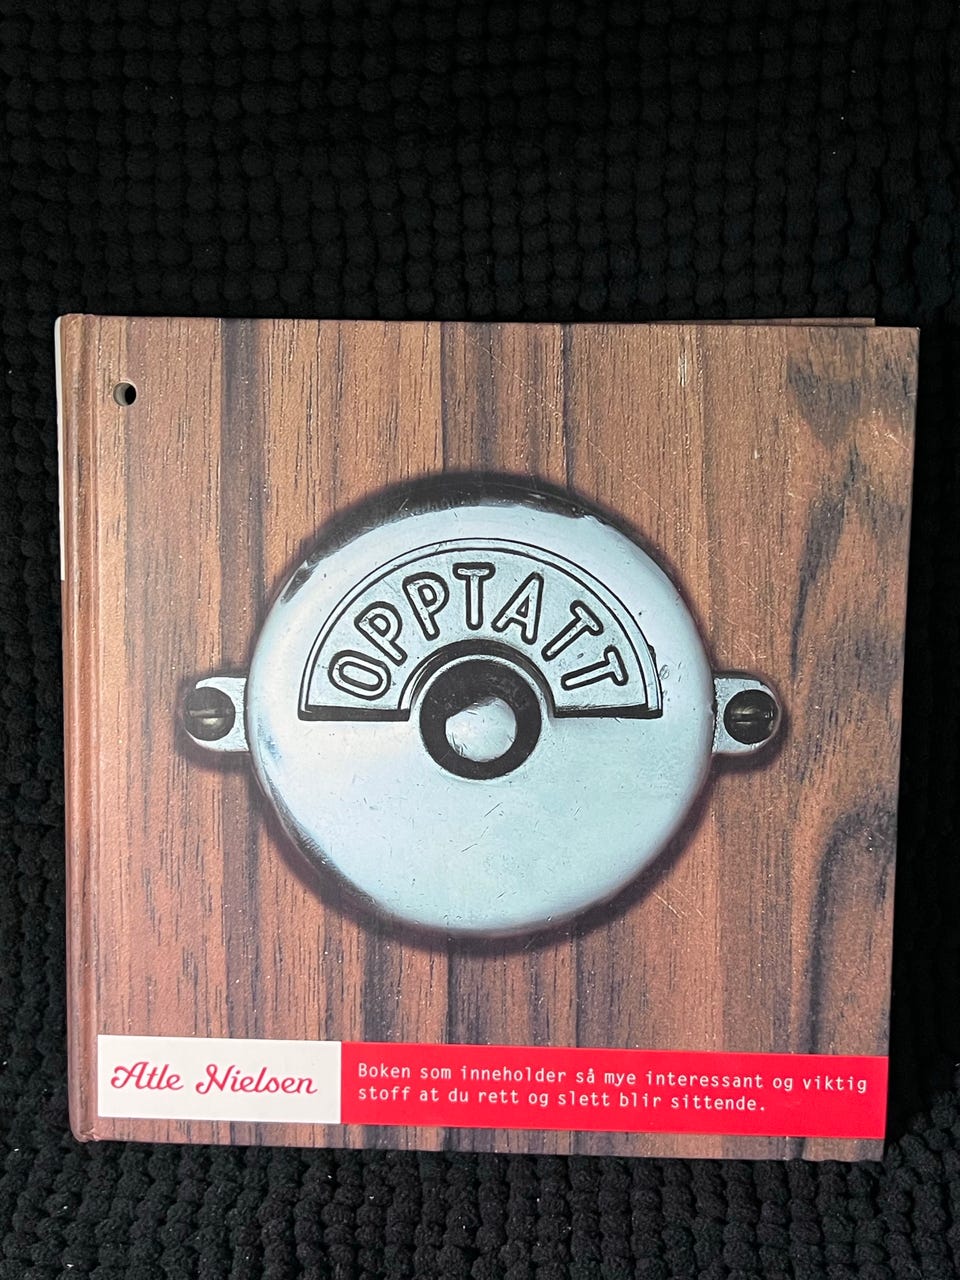 OPPTATT
Atle Nielsen
Boken som inneholder så mye interessant og viktig
stoff at du rett og slett blir sittende.